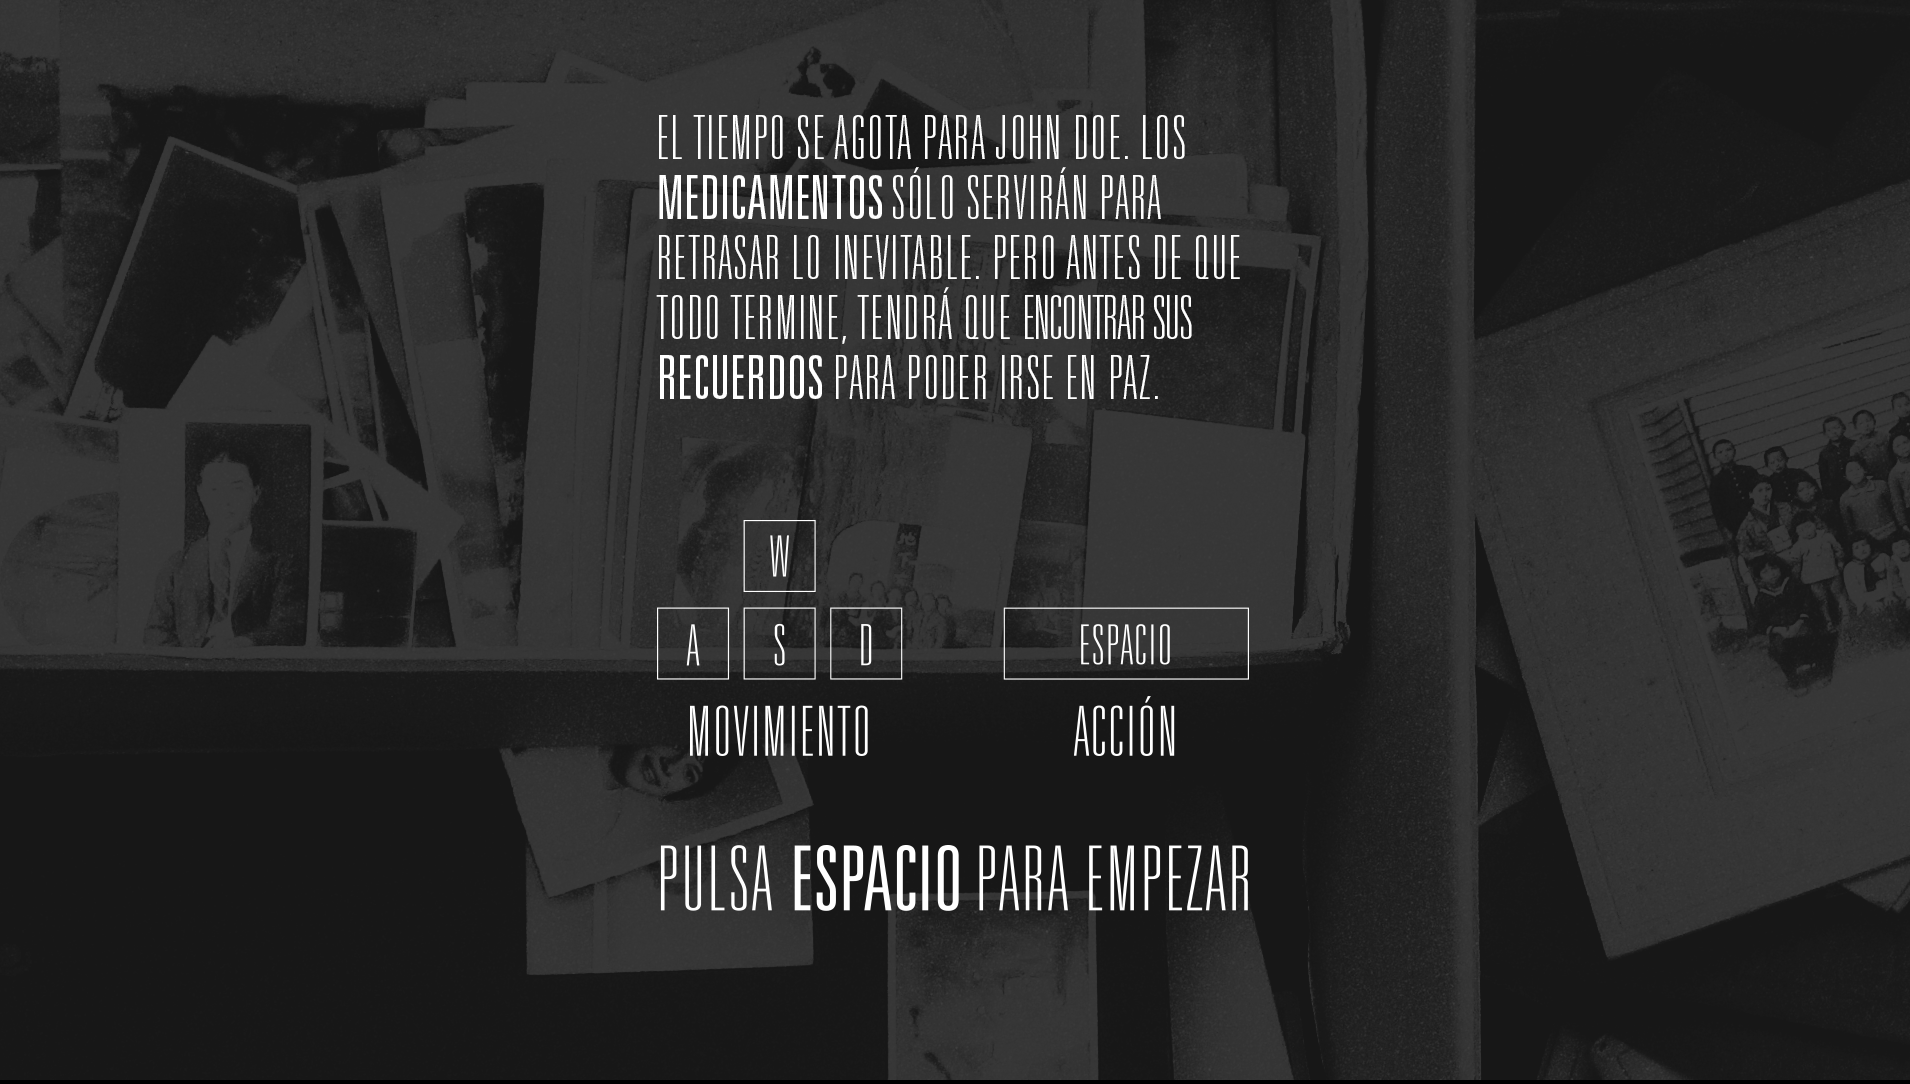 EL TIEMPO SE AGOTA PARA JOHN DOE. LOS
MEDICAMENTOS SÓLO SERVIRÁN PARA
RETRASAR LO INEVITABLE. PERO ANTES DE QUE
TODO TERMINE, TENDRÁ QUE ENCONTRAR SUS
RECUERDOS PARA PODER IRSE EN PAZ.
W
A S D
ESPACIO
MOVIMIENTO
ACCIÓN
PULSA ESPACIO PARA EMPEZAR